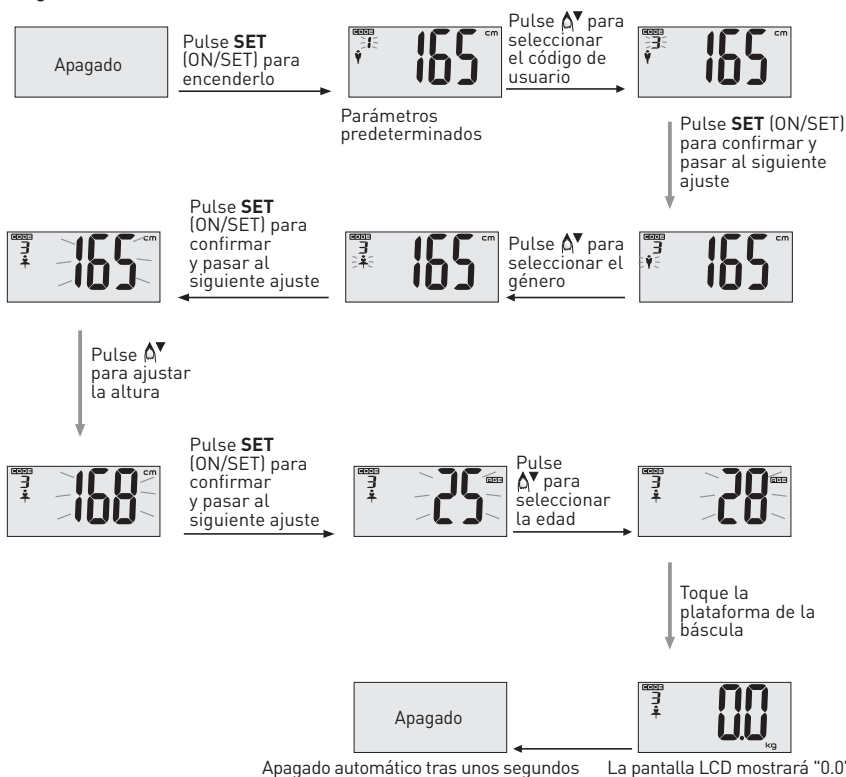 Apagado
Pulse SET
(ON/SET) para
encenderlo
CODE
1
165 cm
Parámetros
predeterminados
Pulse ▲▼ para
seleccionar
el código de
usuario
CODE
3
165 cm
Pulse SET (ON/SET)
para confirmar y
pasar al siguiente
ajuste
CODE
3
165 cm
Pulse ▲▼ para
seleccionar el
género
CODE
3
165 cm
Pulse SET
(ON/SET) para
confirmar
y pasar al
siguiente ajuste
CODE
3
165 cm
Pulse ▲▼
para ajustar
la altura
CODE
3
168 cm
Pulse SET
(ON/SET) para
confirmar
y pasar al
siguiente ajuste
CODE
3
25 AGE
Pulse
▲▼ para
seleccionar
la edad
CODE
3
28 AGE
Toque la
plataforma de la
báscula
CODE
3
0.0 kg
La pantalla LCD mostrará "0.0"
Apagado
Apagado automático tras unos segundos